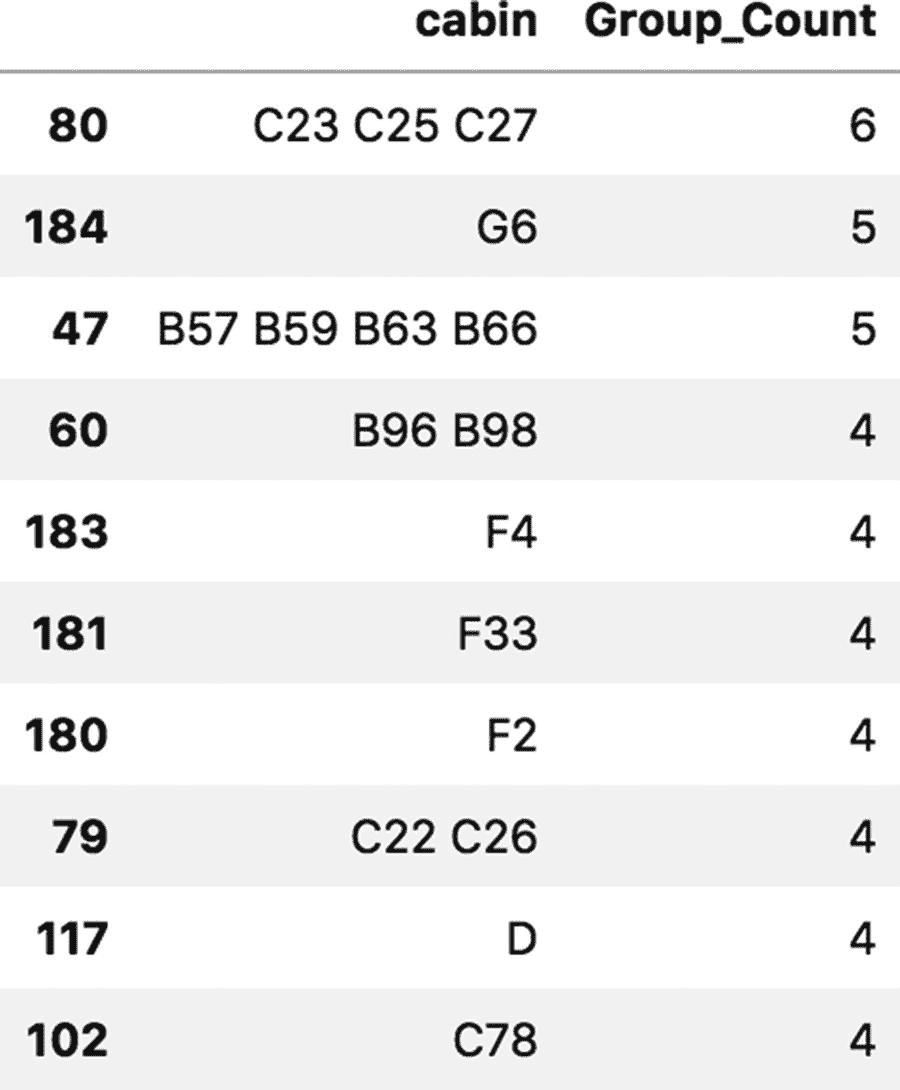 cabin Group_Count
80 C23 C25 C27 6
184 G6 5
47 B57 B59 B63 B66 5
60 B96 B98 4
183 F4 4
181 F33 4
180 F2 4
79 C22 C26 4
117 D 4
102 C78 4